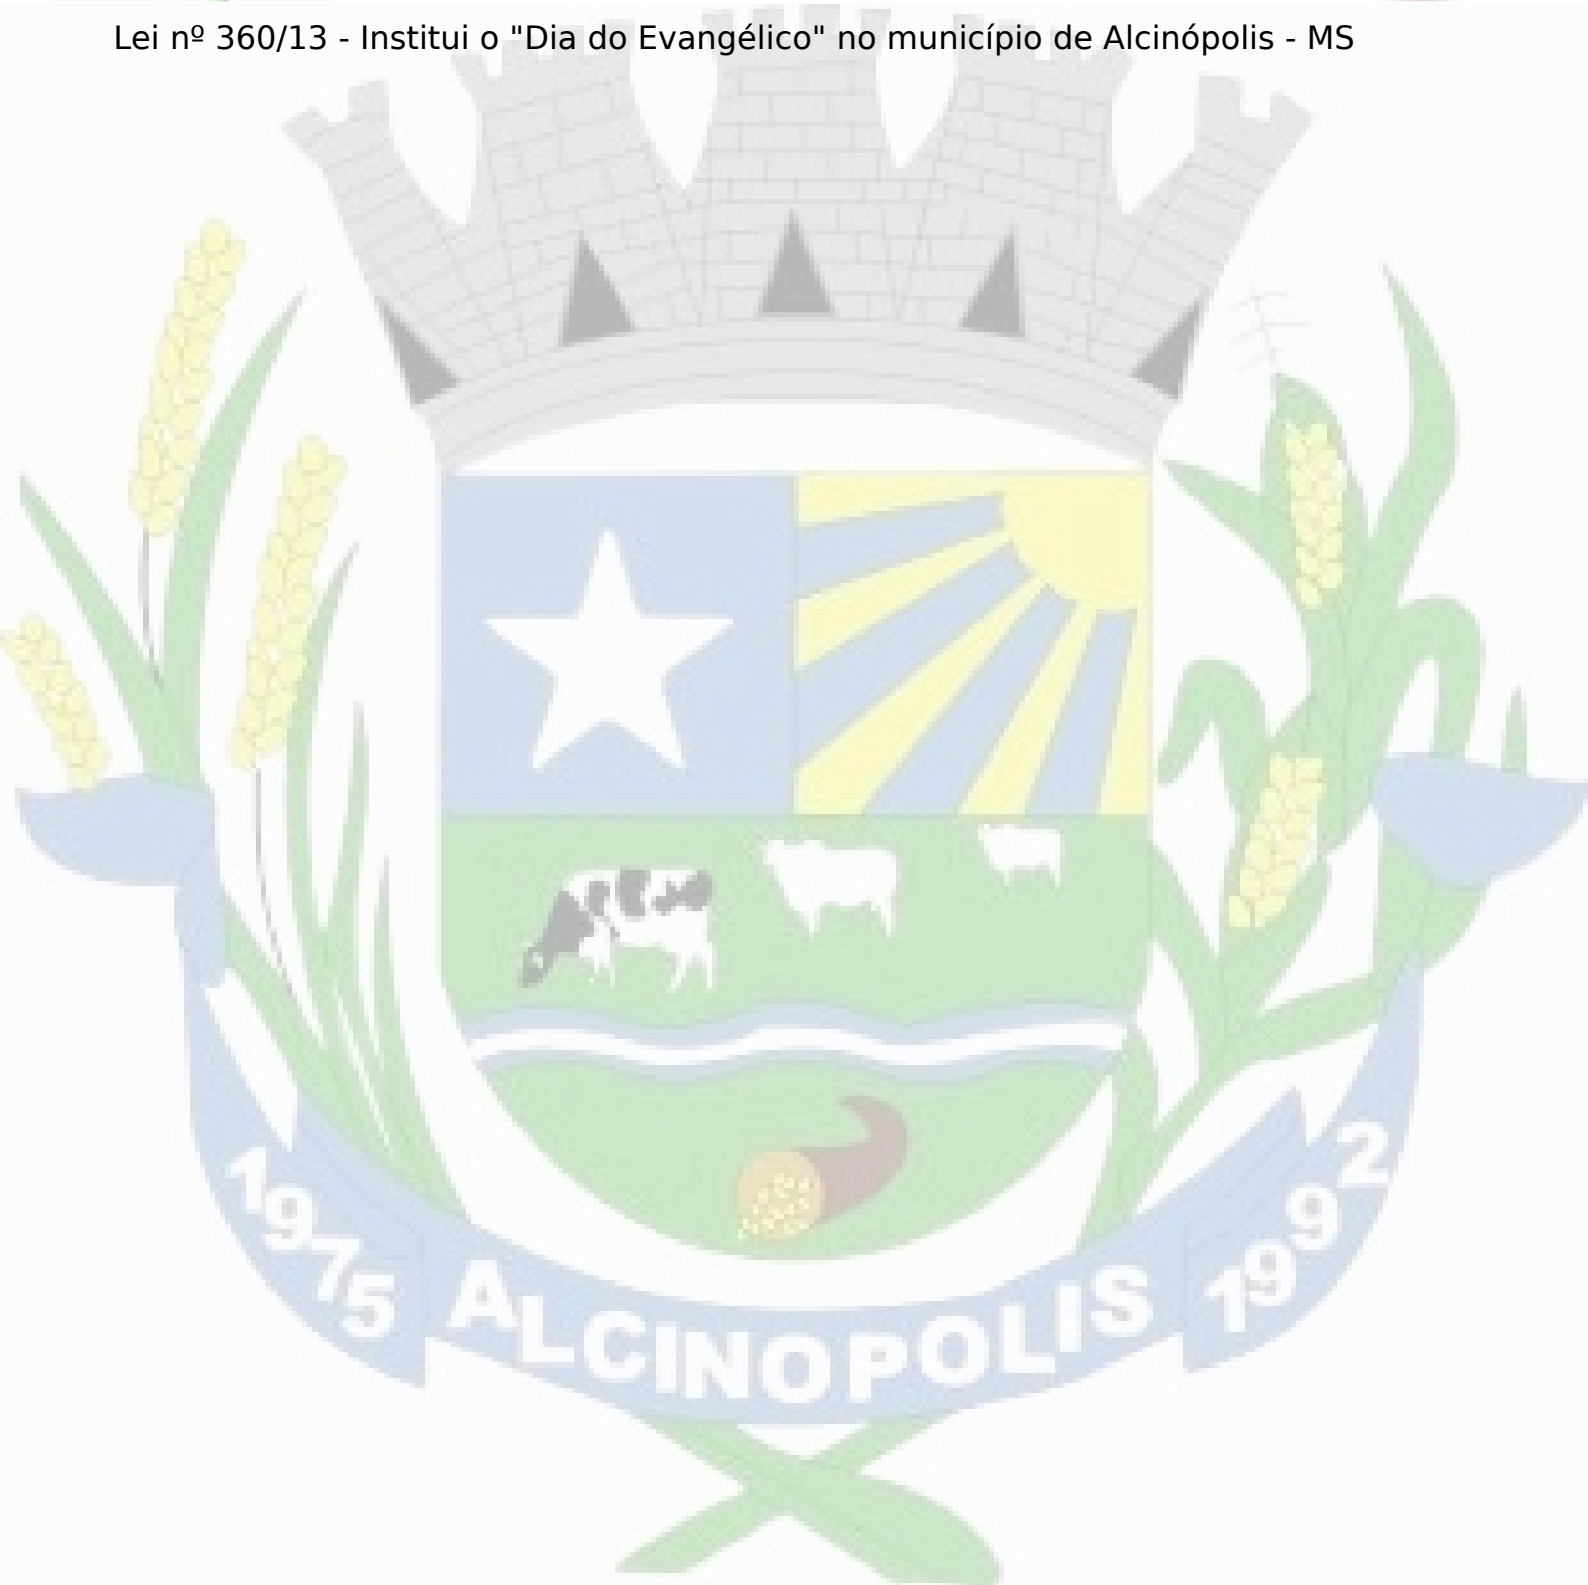 Lei nº 360/13 - Institui o "Dia do Evangélico" no município de Alcinópolis - MS
1975 ALCINOPOLIS 1992